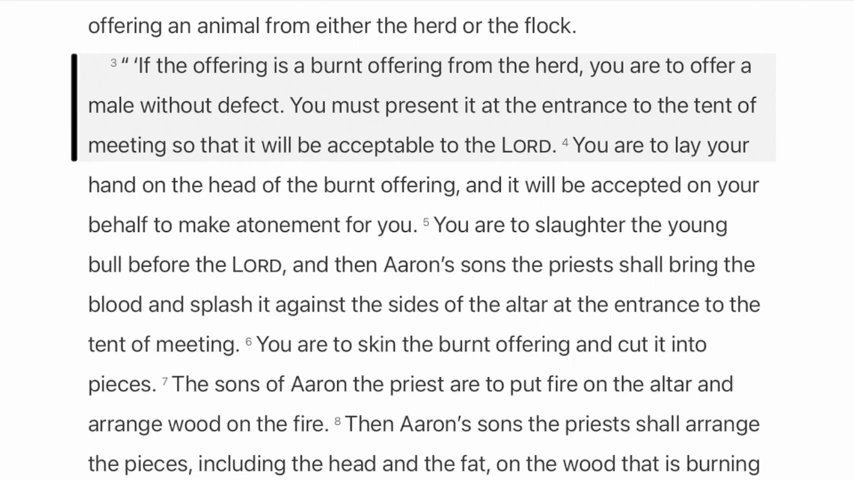 offering an animal from either the herd or the flock.
3 “ ‘If the offering is a burnt offering from the herd, you are to offer a
male without defect. You must present it at the entrance to the tent of
meeting so that it will be acceptable to the LORD. 4 You are to lay your
hand on the head of the burnt offering, and it will be accepted on your
behalf to make atonement for you. 5 You are to slaughter the young
bull before the LORD, and then Aaron’s sons the priests shall bring the
blood and splash it against the sides of the altar at the entrance to the
tent of meeting. 6 You are to skin the burnt offering and cut it into
pieces. 7 The sons of Aaron the priest are to put fire on the altar and
arrange wood on the fire. 8 Then Aaron’s sons the priests shall arrange
the pieces, including the head and the fat, on the wood that is burning